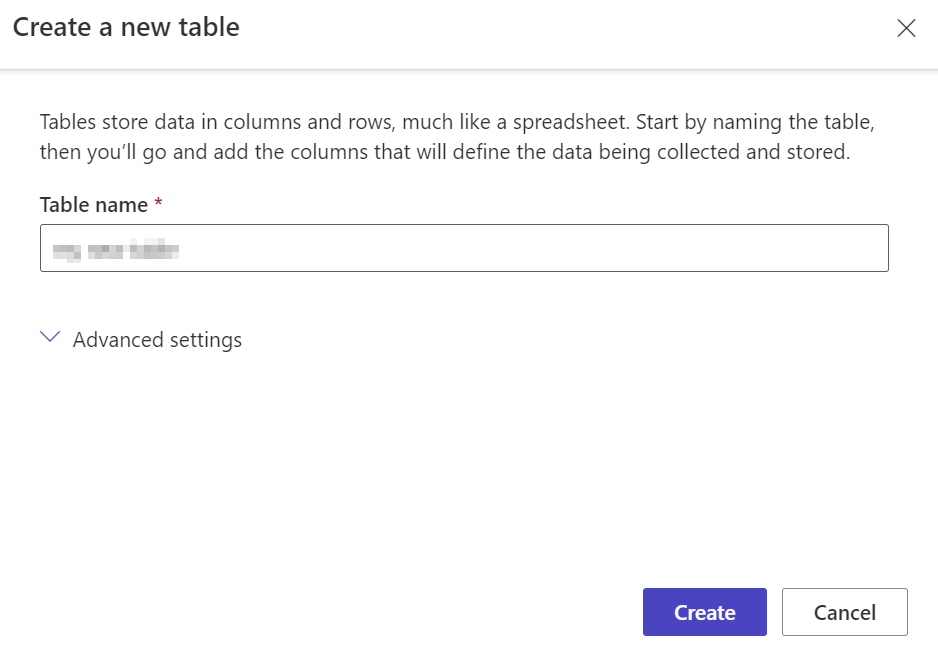 Create a new table
Tables store data in columns and rows, much like a spreadsheet. Start by naming the table,
then you'll go and add the columns that will define the data being collected and stored.
Table name *
Advanced settings
Create
Cancel